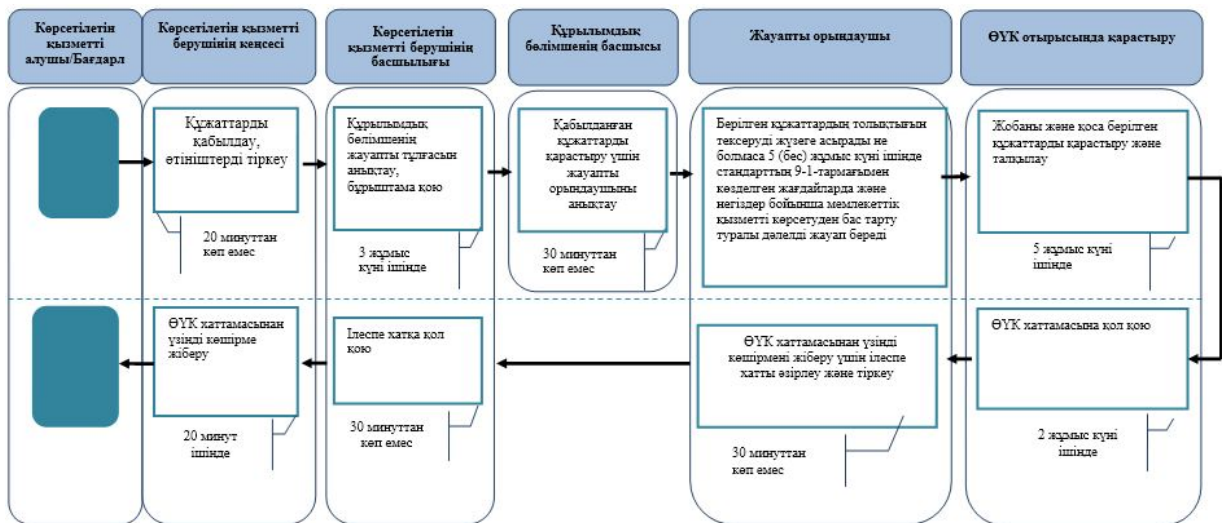 Көрсетілетін
қызметті
алушы/Бағдарл
Көрсетілетін қызметті
берушінің кеңсесі
Көрсетілетін
қызметті берушінің
басшылығы
Құрылымдық
бөлімшенің басшысы
Жауапты орындаушы
ӨҮК отырысында қарастыру
Құжаттарды
қабылдау,
өтініштерді тіркеу
20 минуттан
көп емес
Құрылымдық
бөлімшенің
жауапты тұлғасын
анықтау,
бұрыштама қою
3 жұмыс
күні ішінде
Қабылданған
құжаттарды
қарастыру үшін
жауапты
орындаушыны
анықтау
30 минуттан
көп емес
Берілген құжаттардың толықтығын
тексеруді жүзеге асырады не
болмаса 5 (бес) жұмыс күні ішінде
стандарттың 9-1-тармағымен
көзделген жағдайларда және
негіздер бойынша мемлекеттік
қызметті көрсетуден бас тарту
туралы дәлелді жауап береді
Жобаны және қоса берілген
құжаттарды қарастыру және
талқылау
5 жұмыс күні
ішінде
ӨҮК хаттамасынан
үзінді көшірме
жіберу
20 минут
ішінде
Ілеспе хатқа қол
қою
30 минуттан
көп емес
ӨҮК хаттамасынан үзінді
көшірмені жіберу үшін ілеспе
хатты әзірлеу және тіркеу
30 минуттан
көп емес
ӨҮК хаттамасына қол қою
2 жұмыс күні
ішінде